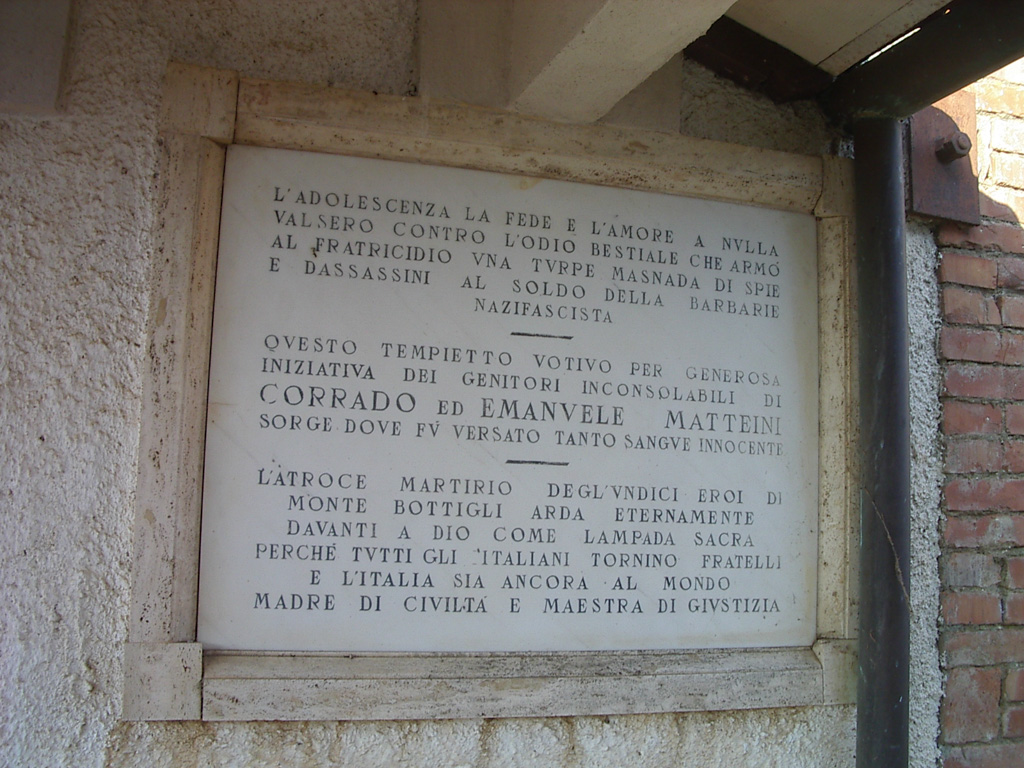 L'ADOLESCENZA LA FEDE E L'AMORE A NVLLA
VALSERO CONTRO L'ODIO BESTIALE CHE ARMÒ
AL FRATRICIDIO VNA TVRPE MASNADA DI SPIE
E DASSASSINI AL SOLDO DELLA BARBARIE
NAZIFASCISTA
QVESTO TEMPIETTO VOTIVO PER GENEROSA
INIZIATIVA DEI GENITORI INCONSOLABILI DI
CORRADO ED EMANVELE MATTEINI
SORGE DOVE FV́ VERSATO TANTO SANGVE INNOCENTE
L'ATROCE MARTIRIO DEGL'VNDICI EROI DI
MONTE BOTTIGLI ARDA ETERNAMENTE
DAVANTI A DIO COME LAMPADA SACRA
PERCHÉ TVTTI GLI ITALIANI TORNINO FRATELLI
E L'ITALIA SIA ANCORA AL MONDO
MADRE DI CIVILTÁ E MAESTRA DI GIVSTIZIA